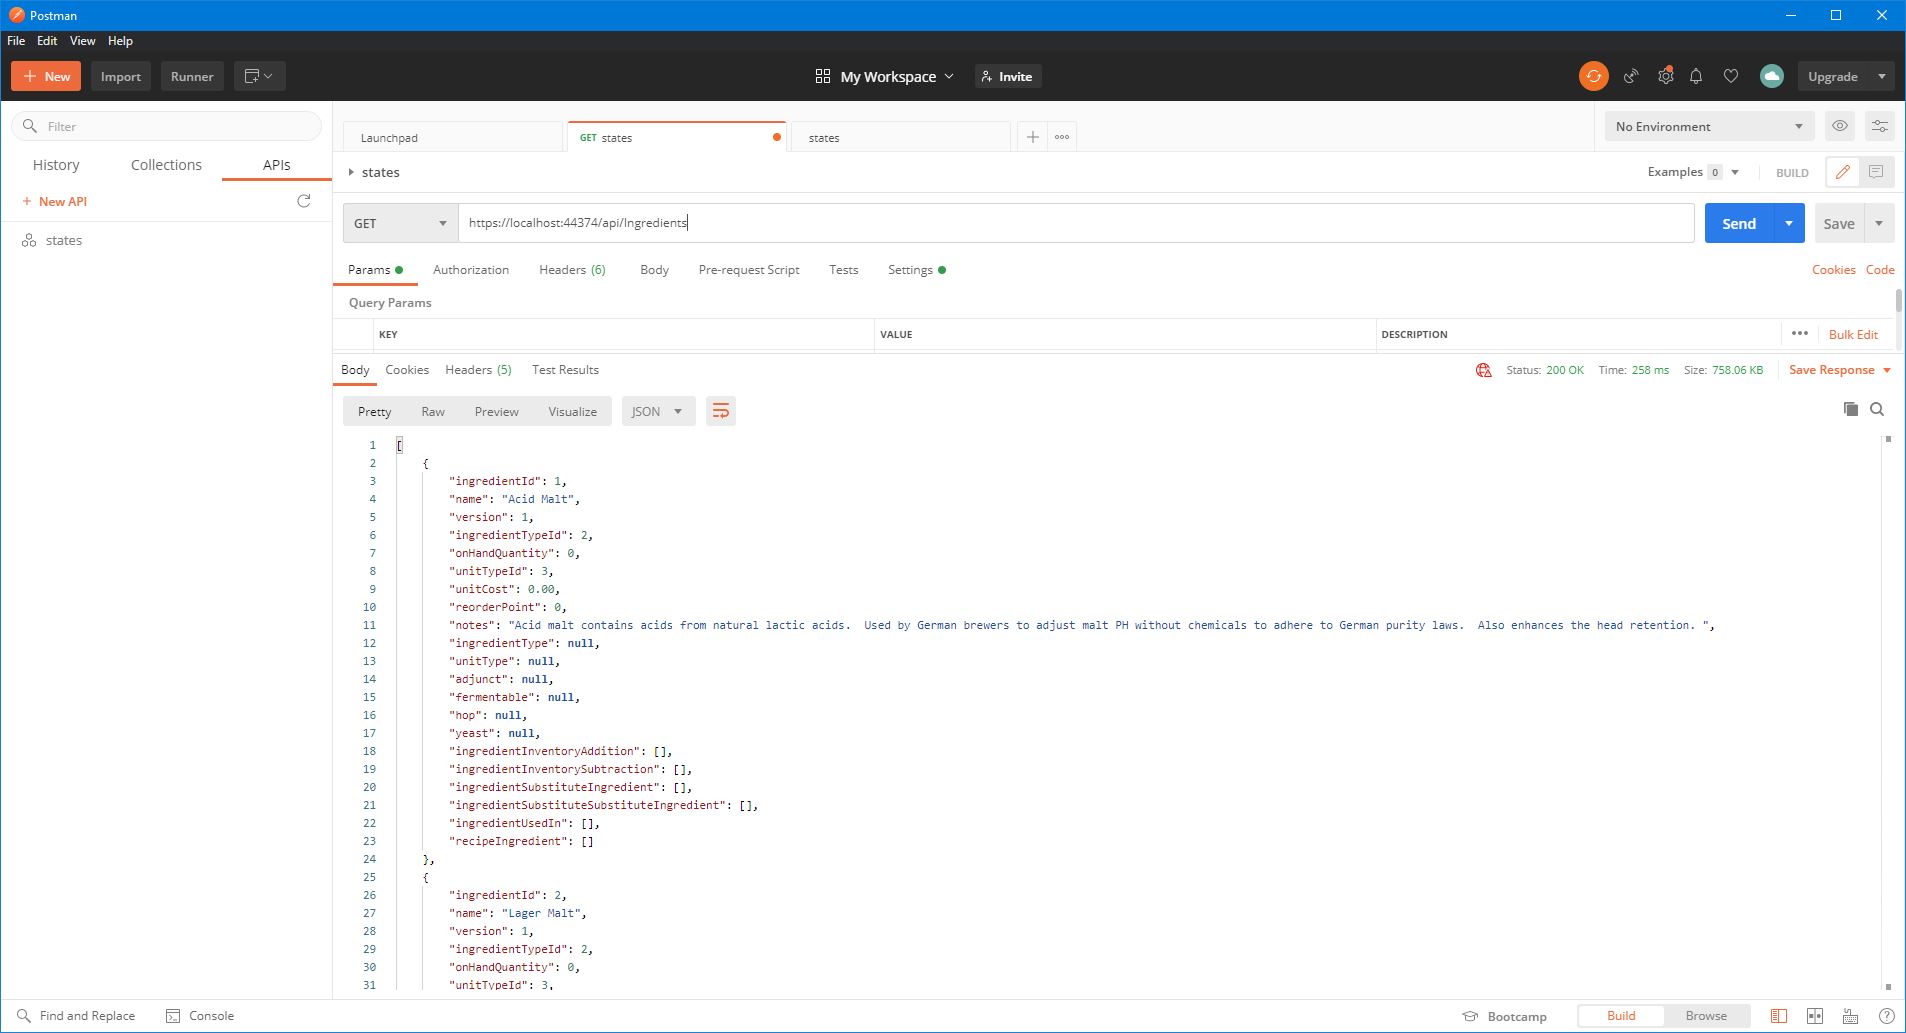 Postman
File Edit View Help
New Import Runner My Workspace Invite Upgrade
Filter
History Collections APIs
+ New API
states
Launchpad GET states states No Environment
states Examples 0 BUILD
GET https://localhost:44374/api/Ingredients Send Save
Params Authorization Headers (6) Body Pre-request Script Tests Settings Cookies Code
Query Params
KEY VALUE DESCRIPTION Bulk Edit
Body Cookies Headers (5) Test Results Status: 200 OK Time: 258 ms Size: 758.06 KB Save Response
Pretty Raw Preview Visualize JSON
1 [
2 {
3 "ingredientId": 1,
4 "name": "Acid Malt",
5 "version": 1,
6 "ingredientTypeId": 2,
7 "onHandQuantity": 0,
8 "unitTypeId": 3,
9 "unitCost": 0.00,
10 "reorderPoint": 0,
11 "notes": "Acid malt contains acids from natural lactic acids.  Used by German brewers to adjust malt PH without chemicals to adhere to German purity laws.  Also enhances the head retention. ",
12 "ingredientType": null,
13 "unitType": null,
14 "adjunct": null,
15 "fermentable": null,
16 "hop": null,
17 "yeast": null,
18 "ingredientInventoryAddition": [],
19 "ingredientInventorySubtraction": [],
20 "ingredientSubstituteIngredient": [],
21 "ingredientSubstituteSubstituteIngredient": [],
22 "ingredientUsedIn": [],
23 "recipeIngredient": []
24 },
25 {
26 "ingredientId": 2,
27 "name": "Lager Malt",
28 "version": 1,
29 "ingredientTypeId": 2,
30 "onHandQuantity": 0,
31 "unitTypeId": 3,
Find and Replace Console Bootcamp Build Browse